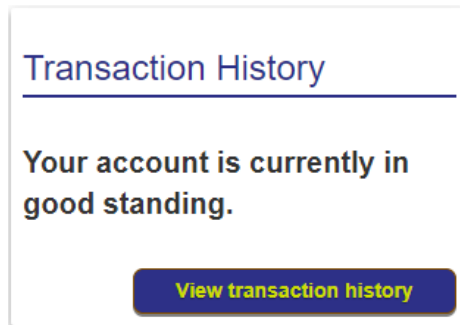 Transaction History
Your account is currently in
good standing.
View transaction history